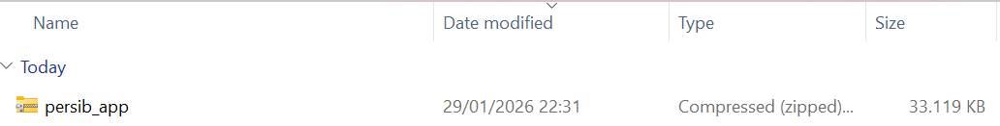 Name Date modified Type Size
Today
persib_app 29/01/2026 22:31 Compressed (zipped)... 33.119 KB